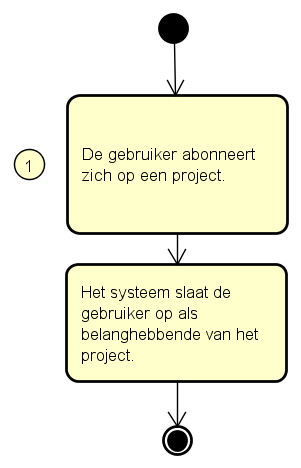 De gebruiker abonneert
zich op een project.
1
Het systeem slaat de
gebruiker op als
belanghebbende van het
project.